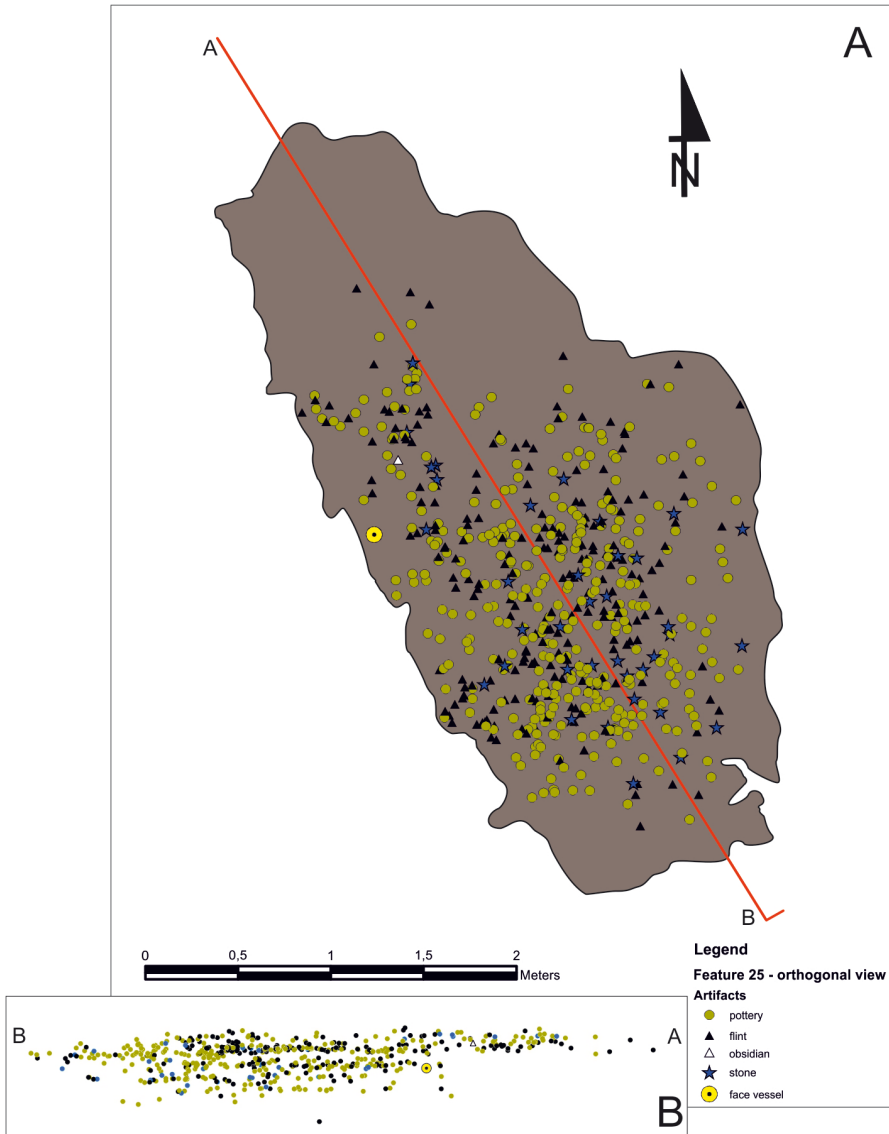 A
A
N
B
0 0,5 1 1,5 2
Meters
Legend
Feature 25 - orthogonal view
Artifacts
pottery
flint
obsidian
stone
face vessel
B
A
B